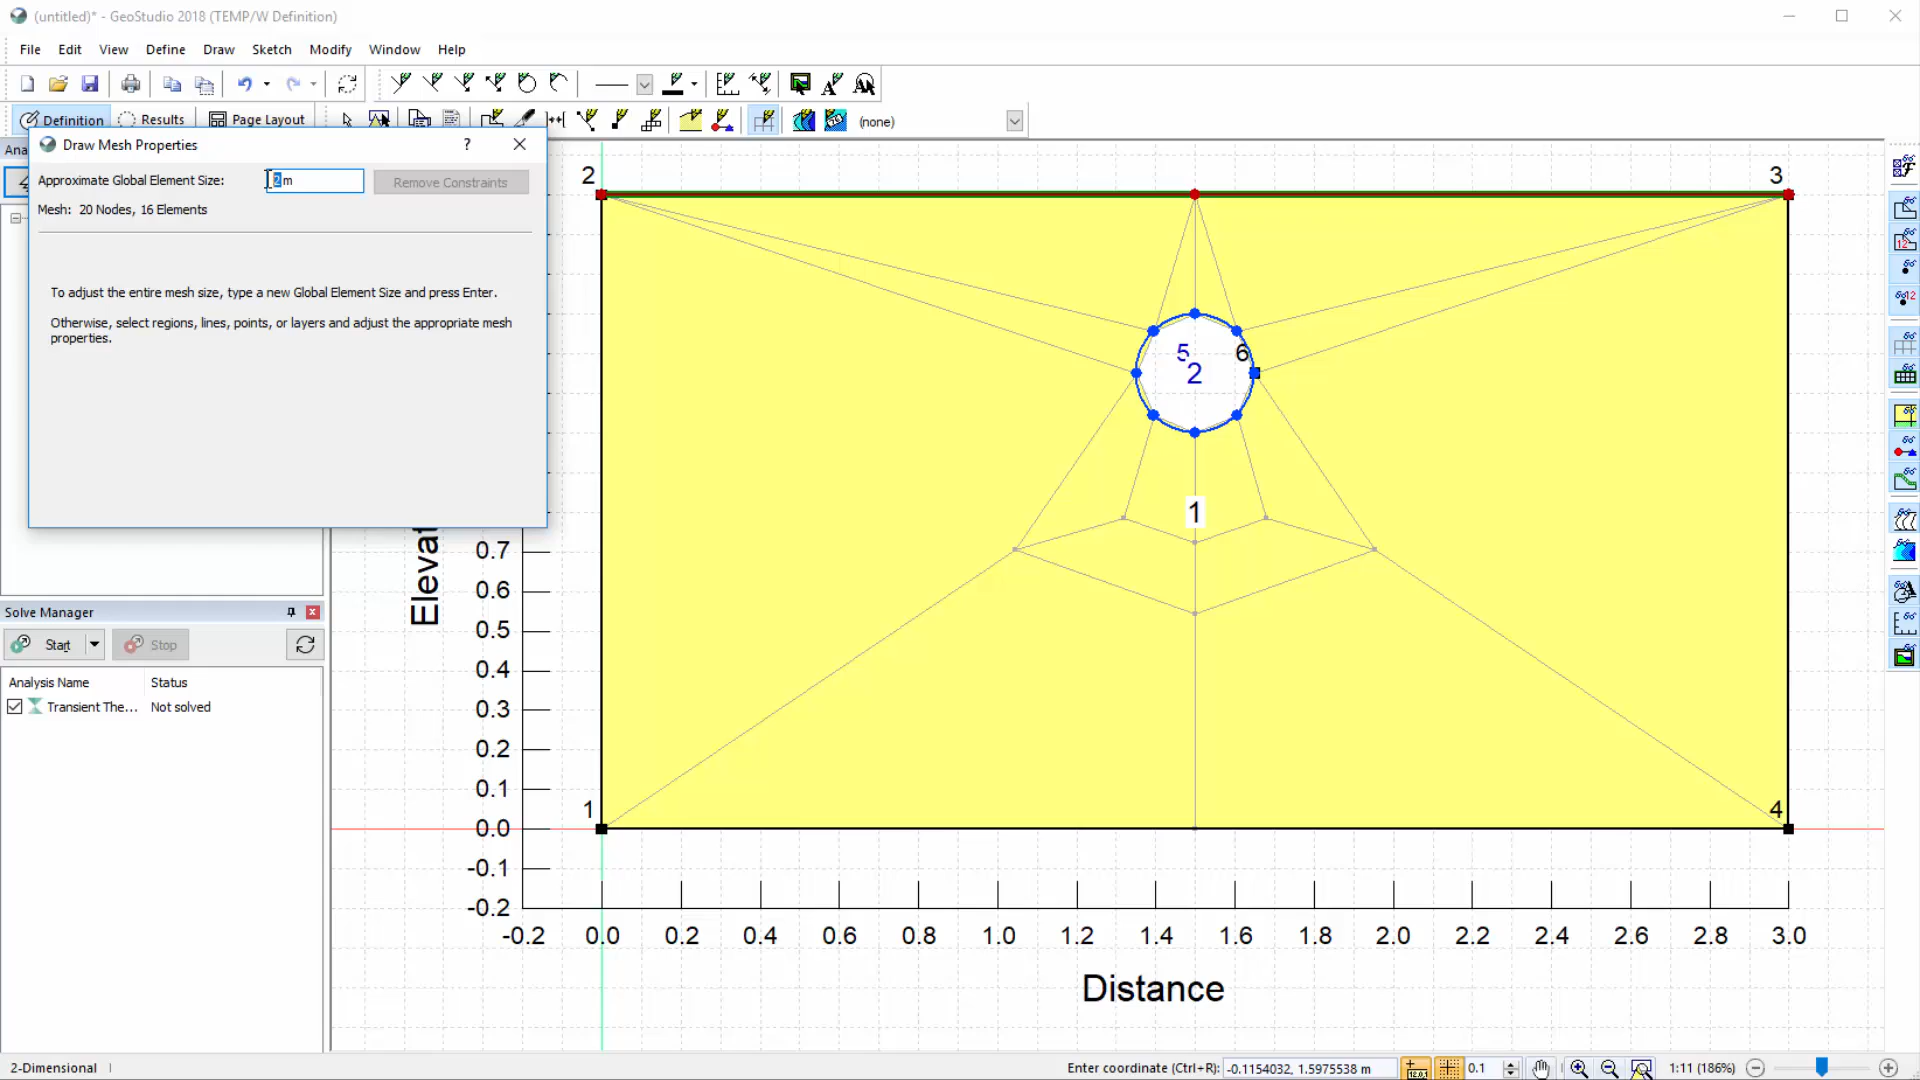 (untitled)* - GeoStudio 2018 (TEMP/W Definition)
File Edit View Define Draw Sketch Modify Window Help
Definition Results Page Layout (none)
Ana
Draw Mesh Properties ?
Approximate Global Element Size: 2 m Remove Constraints
Mesh: 20 Nodes, 16 Elements
To adjust the entire mesh size, type a new Global Element Size and press Enter.
Otherwise, select regions, lines, points, or layers and adjust the appropriate mesh
properties.
Solve Manager
Start Stop
Analysis Name Status
Transient The... Not solved
2 3
5 6
2
1
1 4
Elevat
0.7
0.6
0.5
0.4
0.3
0.2
0.1
0.0
-0.1
-0.2
-0.2 0.0 0.2 0.4 0.6 0.8 1.0 1.2 1.4 1.6 1.8 2.0 2.2 2.4 2.6 2.8 3.0
Distance
2-Dimensional Enter coordinate (Ctrl+R): -0.1154032, 1.5975538 m 0.1 1:11 (186%)